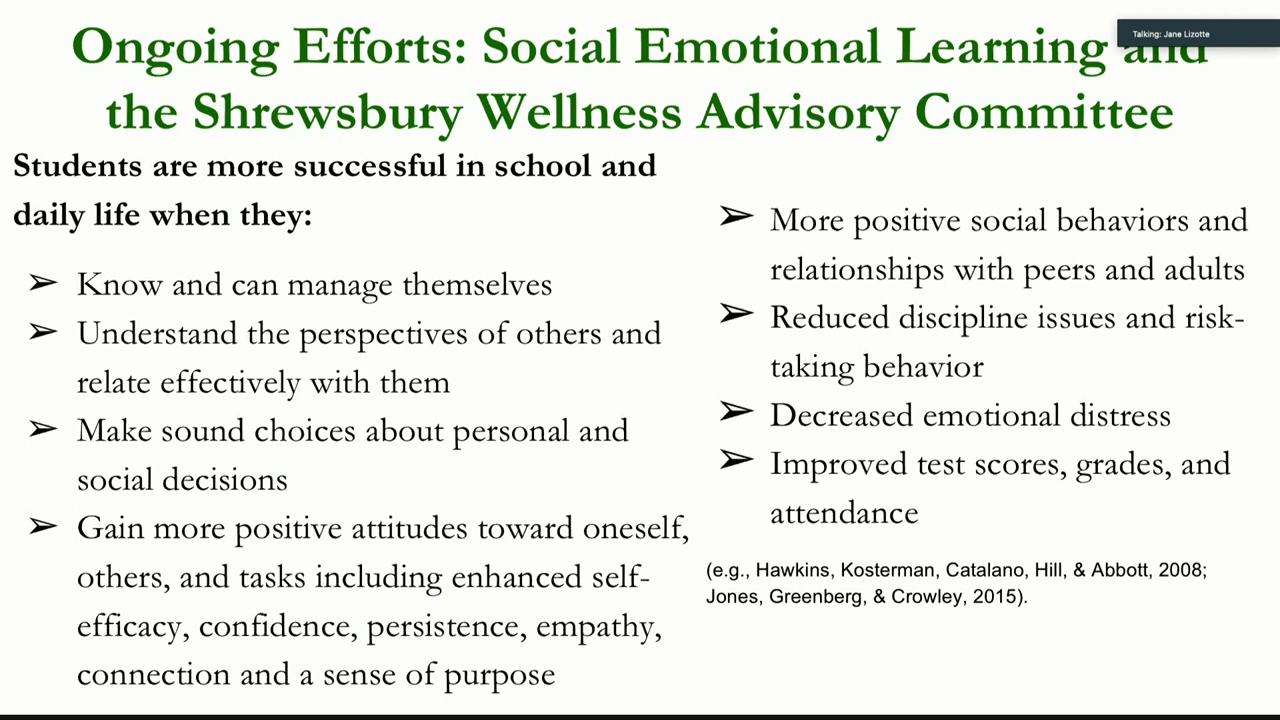 Ongoing Efforts: Social Emotional Learning and
the Shrewsbury Wellness Advisory Committee
Talking: Jane Lizotte
Students are more successful in school and
daily life when they:
➢ Know and can manage themselves
➢ Understand the perspectives of others and
relate effectively with them
➢ Make sound choices about personal and
social decisions
➢ Gain more positive attitudes toward oneself,
others, and tasks including enhanced self-
efficacy, confidence, persistence, empathy,
connection and a sense of purpose
➢ More positive social behaviors and
relationships with peers and adults
➢ Reduced discipline issues and risk-
taking behavior
➢ Decreased emotional distress
➢ Improved test scores, grades, and
attendance
(e.g., Hawkins, Kosterman, Catalano, Hill, & Abbott, 2008;
Jones, Greenberg, & Crowley, 2015).